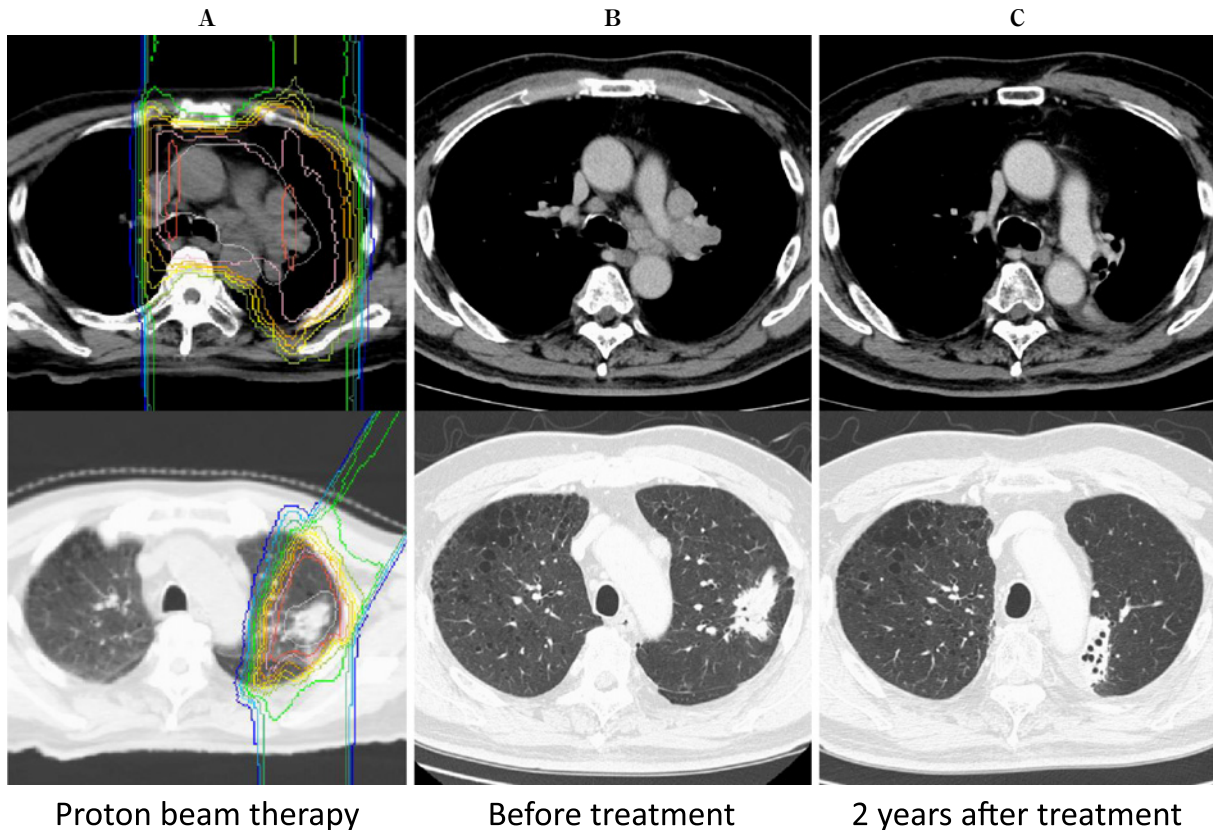 A
B
C
Proton beam therapy
Before treatment
2 years after treatment